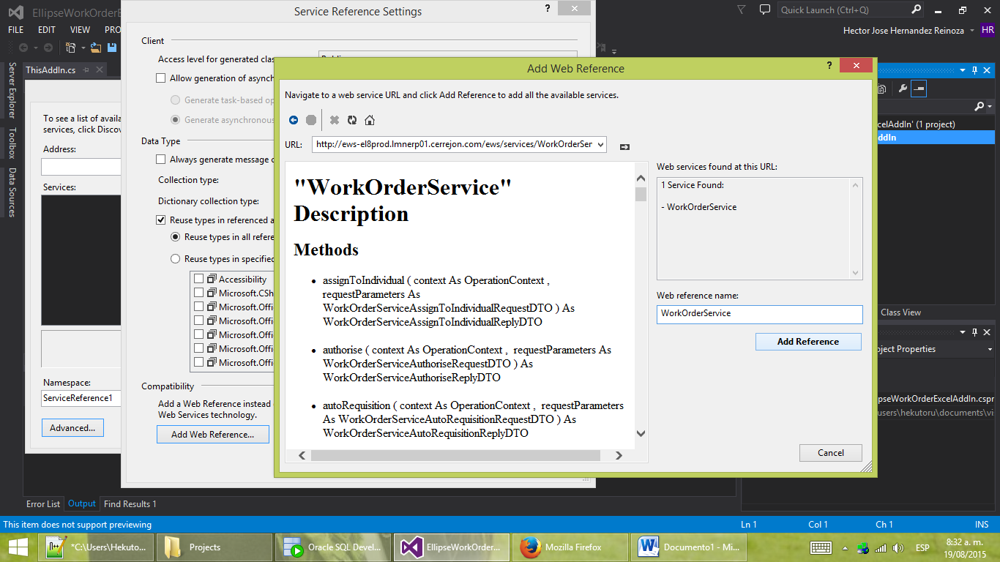 EllipseWorkOrderE
Quick Launch (Ctrl+Q)
FILE
EDIT
VIEW
PRO
Hector Jose Hernandez Reinoza
HR
ThisAddIn.cs
Server Explorer
Toolbox
Data Sources
To see a list of availa
services, click Discov
Address:
Services:
Namespace:
ServiceReference1
Advanced...
Service Reference Settings
?
Client
Access level for generated clas
Allow generation of asynch
Generate task-based op
Generate asynchronous
Data Type
Always generate message c
Collection type:
Dictionary collection type:
Reuse types in referenced a
Reuse types in all refere
Reuse types in specified
Accessibility
Microsoft.CSh
Microsoft.Offi
Microsoft.Offi
Microsoft.Offi
Microsoft.Offi
Microsoft.Offi
Compatibility
Add a Web Reference instead
Web Services technology.
Add Web Reference...
Add Web Reference
?
Navigate to a web service URL and click Add Reference to add all the available services.
URL:
http://ews-el8prod.lmnerp01.cerrejon.com/ews/services/WorkOrderSer
"WorkOrderService"
Description
Methods
assignToIndividual ( context As OperationContext ,
requestParameters As
WorkOrderServiceAssignToIndividualRequestDTO ) As
WorkOrderServiceAssignToIndividualReplyDTO
authorise ( context As OperationContext , requestParameters As
WorkOrderServiceAuthoriseRequestDTO ) As
WorkOrderServiceAuthoriseReplyDTO
autoRequisition ( context As OperationContext , requestParameters
As WorkOrderServiceAutoRequisitionRequestDTO ) As
WorkOrderServiceAutoRequisitionReplyDTO
Web services found at this URL:
1 Service Found:
- WorkOrderService
Web reference name:
WorkOrderService
Add Reference
Cancel
celAddIn' (1 project)
ddIn
Class View
ject Properties
pseWorkOrderExcelAddIn.cspr
users\hekutoru\documents\vis
Error List
Output
Find Results 1
This item does not support previewing
Ln 1
Col 1
Ch 1
INS
*C:\Users\Hekuto...
Projects
Oracle SQL Devel...
EllipseWorkOrder...
Mozilla Firefox
Documento1 - Mi...
ESP
8:32 a. m.
19/08/2015